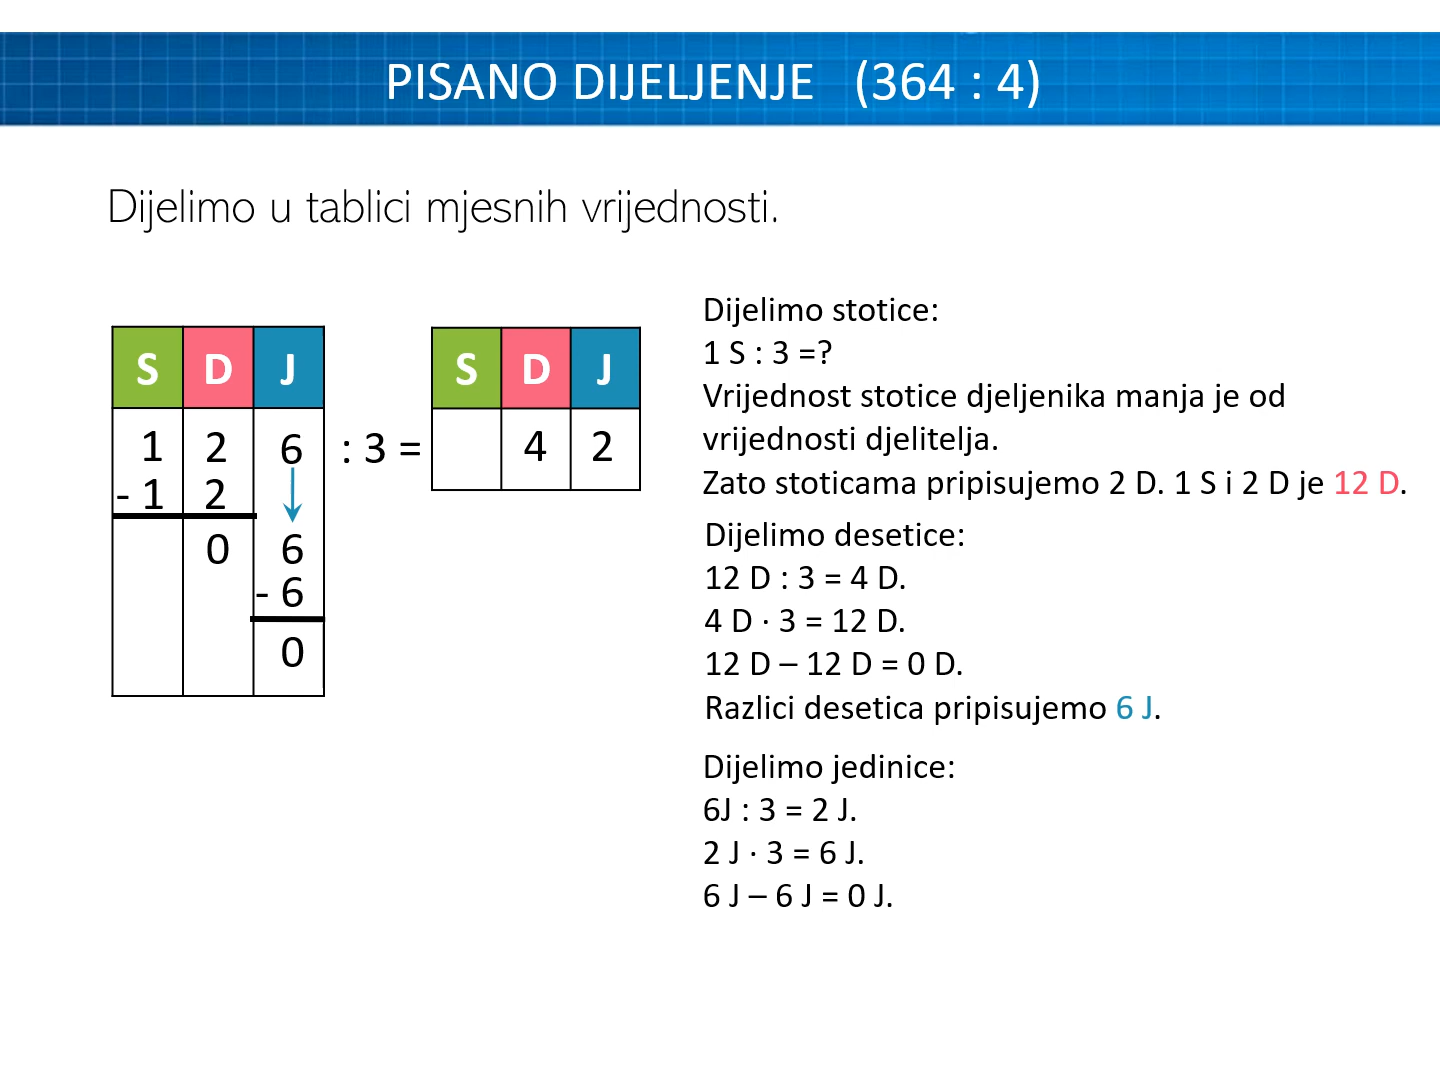 PISANO DIJELJENJE (364 : 4)
Dijelimo u tablici mjesnih vrijednosti.
S D J
1 2 6 : 3 =
- 1 2
0 6
- 6
0
S D J
4 2
Dijelimo stotice:
1 S : 3 =?
Vrijednost stotice djeljenika manja je od
vrijednosti djelitelja.
Zato stoticama pripisujemo 2 D. 1 S i 2 D je 12 D.
Dijelimo desetice:
12 D : 3 = 4 D.
4 D · 3 = 12 D.
12 D – 12 D = 0 D.
Razlici desetica pripisujemo 6 J.
Dijelimo jedinice:
6J : 3 = 2 J.
2 J · 3 = 6 J.
6 J – 6 J = 0 J.